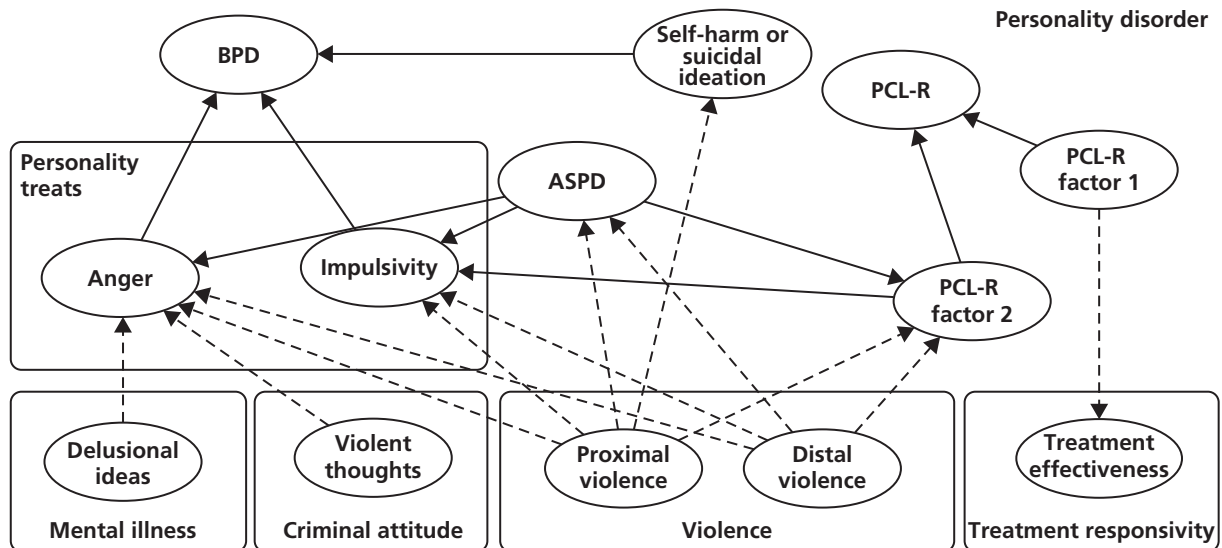 Personality disorder
BPD
Self-harm or
suicidal
ideation
PCL-R
PCL-R
factor 1
Personality
treats
ASPD
Anger
Impulsivity
PCL-R
factor 2
Delusional
ideas
Mental illness
Violent
thoughts
Criminal attitude
Proximal
violence
Distal
violence
Violence
Treatment
effectiveness
Treatment responsivity